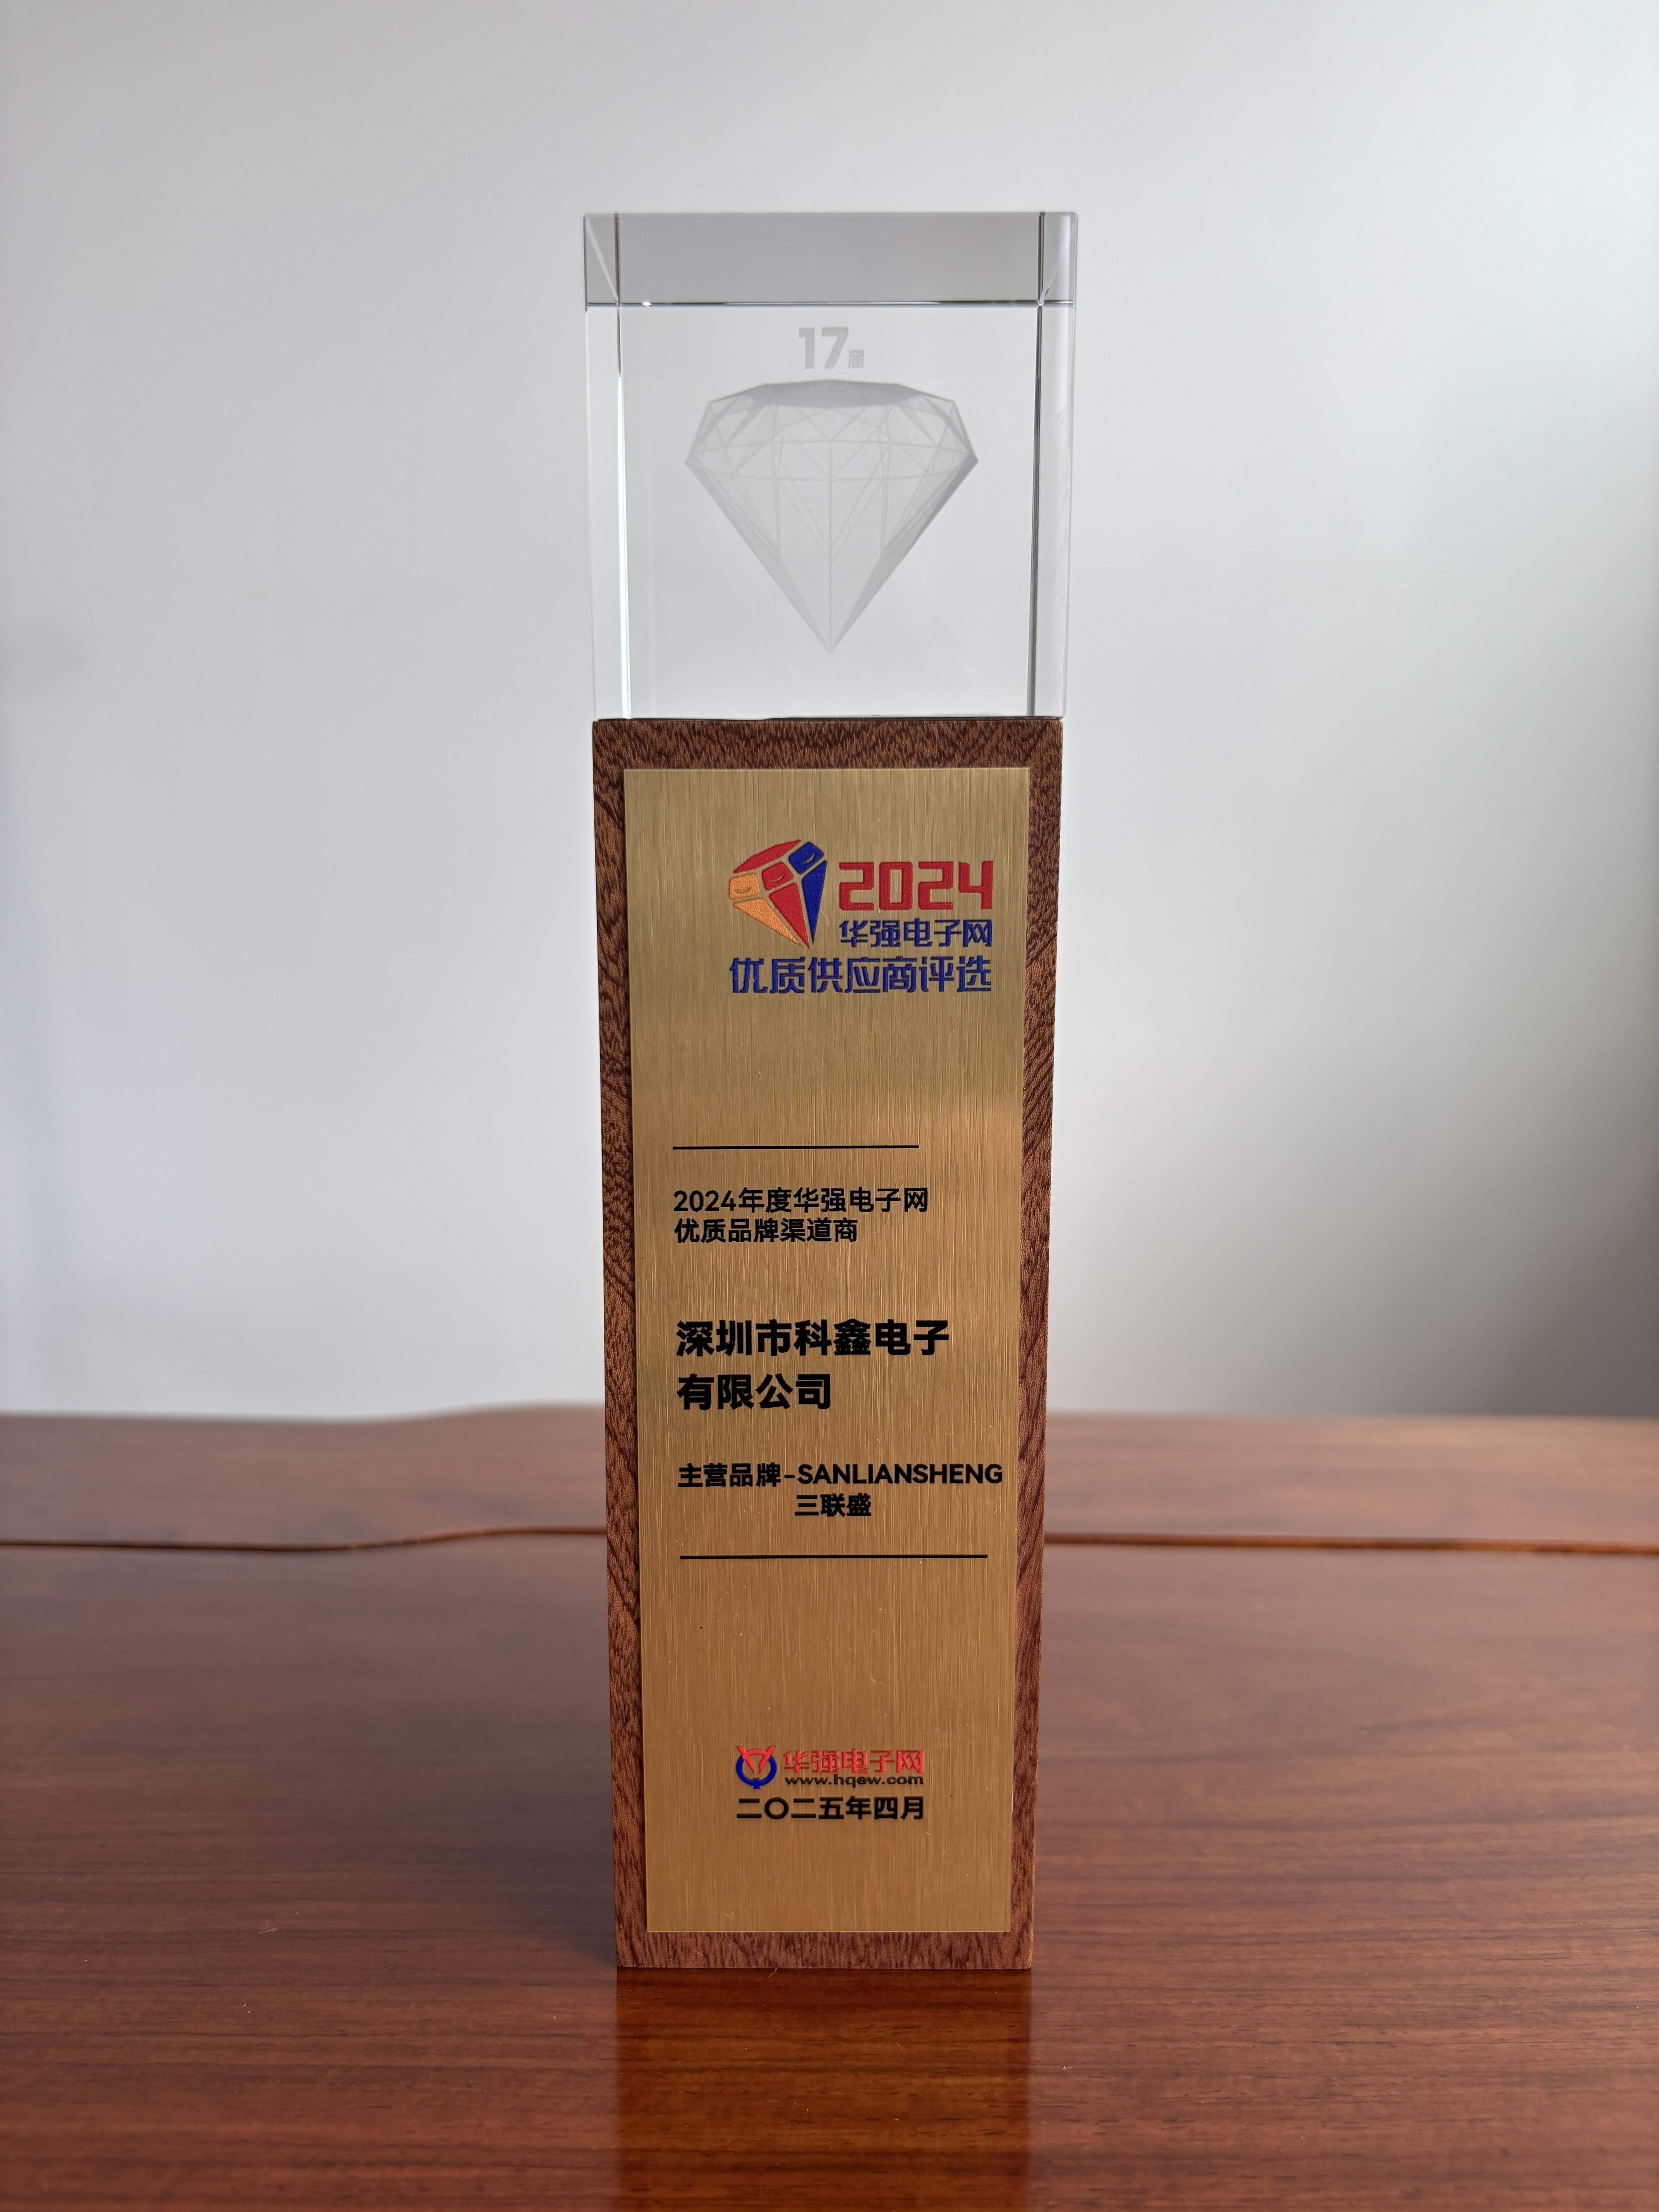 17届
2024
华强电子网
优质供应商评选
2024年度华强电子网
优质品牌渠道商
深圳市科鑫电子
有限公司
主营品牌-SANLIANSHENG
三联盛
华强电子网
www.hqew.com
二〇二五年四月